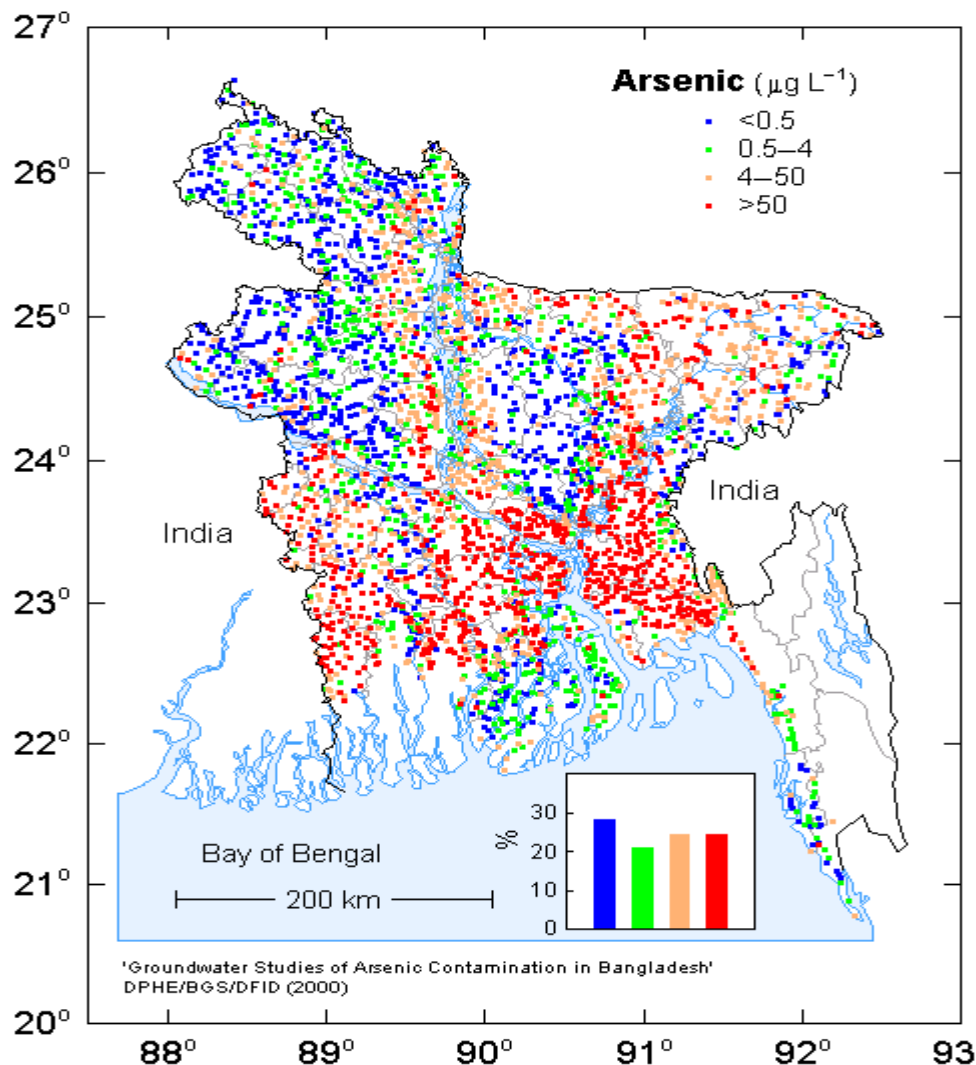 27°
26°
25°
24°
23°
22°
21°
20°
Arsenic (μg L⁻¹)
<0.5
0.5–4
4–50
>50
India
India
Bay of Bengal
200 km
%
30
20
10
0
'Groundwater Studies of Arsenic Contamination in Bangladesh'
DPHE/BGS/DFID (2000)
88° 89° 90° 91° 92° 93